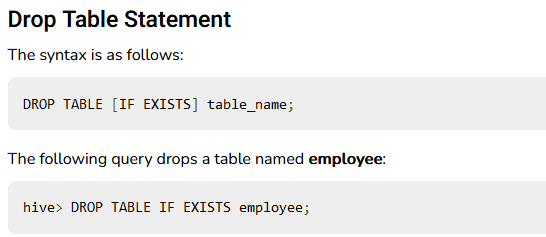 Drop Table Statement
The syntax is as follows:
DROP TABLE [IF EXISTS] table_name;
The following query drops a table named employee:
hive> DROP TABLE IF EXISTS employee;